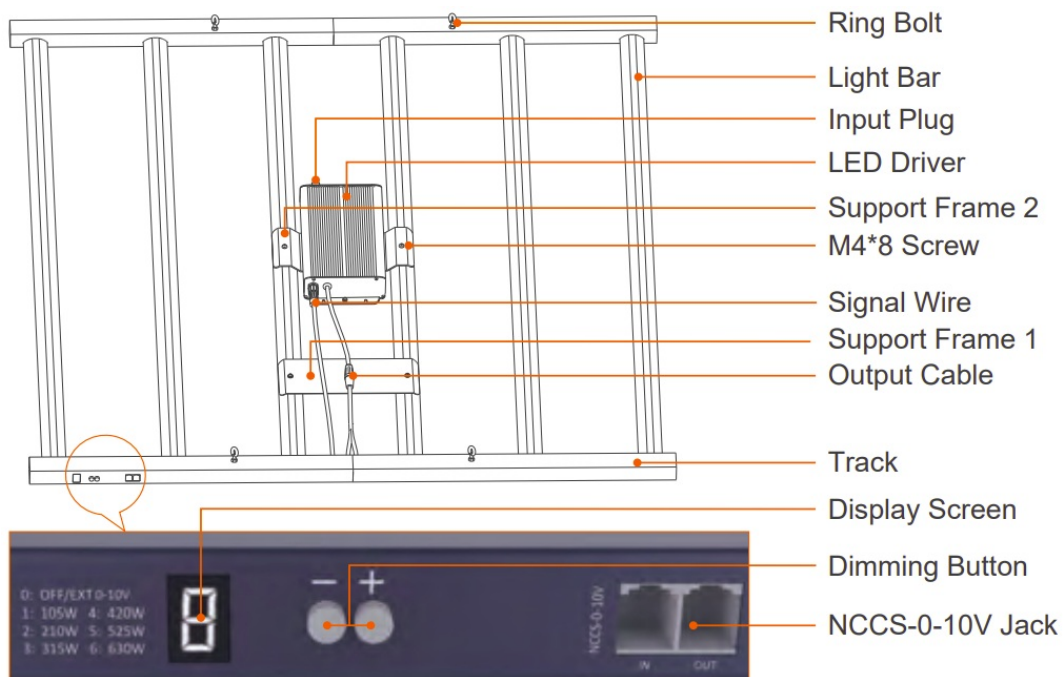 Ring Bolt
Light Bar
Input Plug
LED Driver
Support Frame 2
M4*8 Screw
Signal Wire
Support Frame 1
Output Cable
Track
Display Screen
Dimming Button
NCCS-0-10V Jack
0: OFF/EXT 0-10V
1: 105W 4: 420W
2: 210W 5: 525W
3: 315W 6: 630W
8
− +
NCCS-0-10V
IN OUT